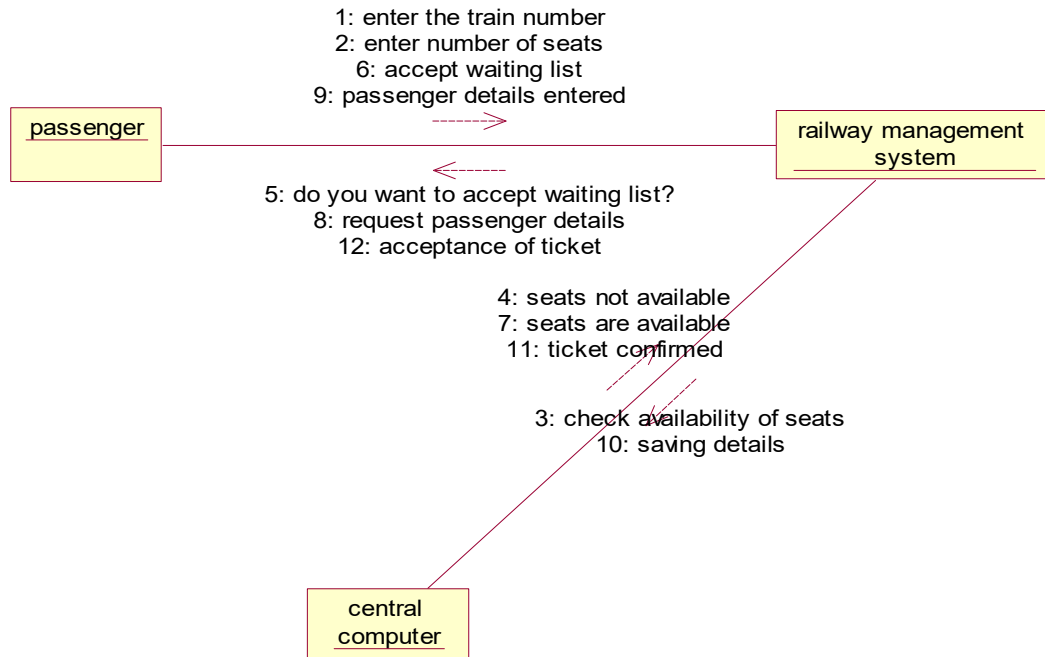 1: enter the train number
2: enter number of seats
6: accept waiting list
9: passenger details entered
passenger
railway management
system
5: do you want to accept waiting list?
8: request passenger details
12: acceptance of ticket
4: seats not available
7: seats are available
11: ticket confirmed
3: check availability of seats
10: saving details
central
computer